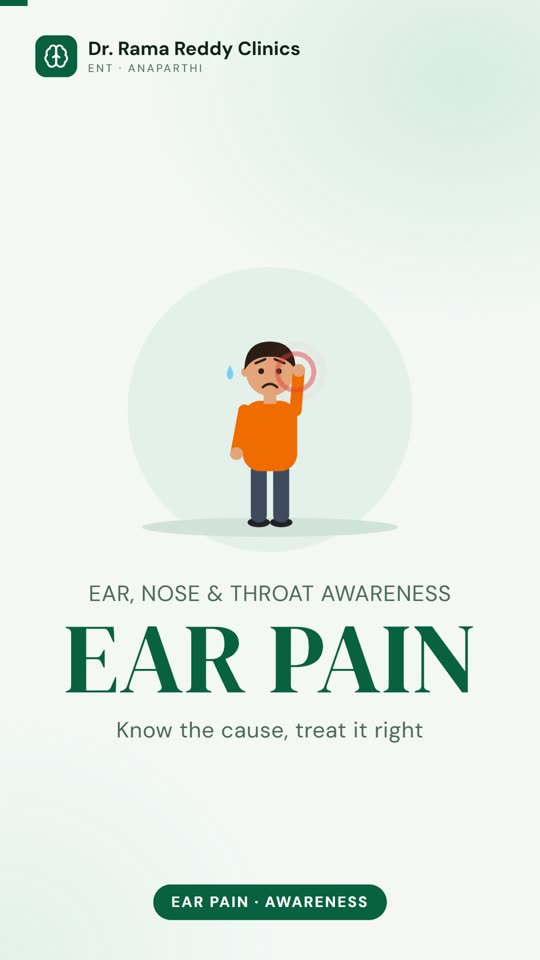 Dr. Rama Reddy Clinics
ENT · ANAPARTHI
EAR, NOSE & THROAT AWARENESS
EAR PAIN
Know the cause, treat it right
EAR PAIN · AWARENESS